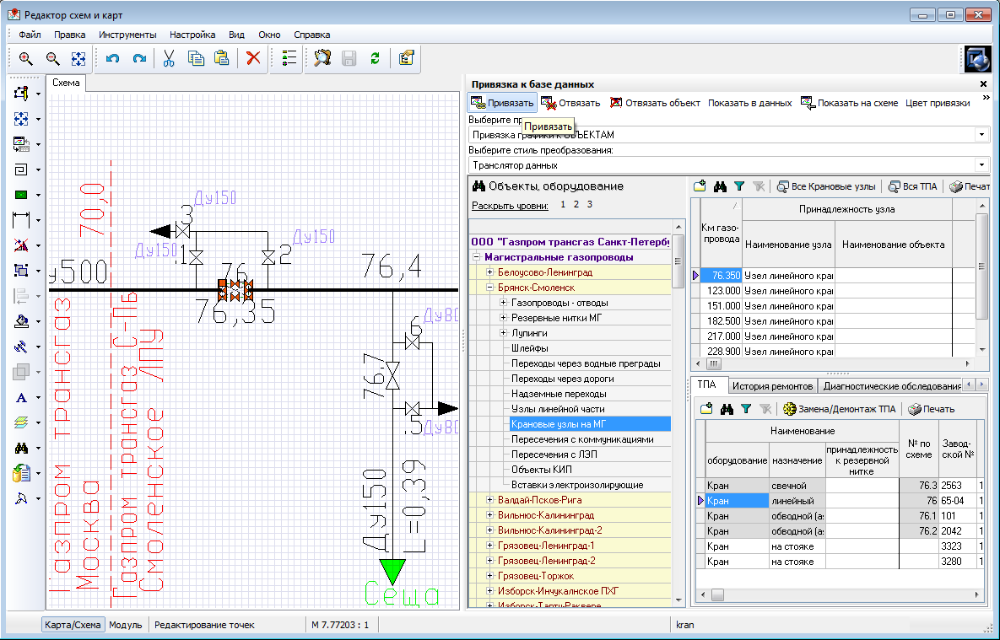 Редактор схем и карт
Файл Правка Инструменты Настройка Вид Окно Справка
Схема
70,0
Ду150
3
Ду150
Ду150
1
2
76
у500
76,4
76,35
Ду80
6
76,7
5
Ду80
Ду150
L=0,39
Газпром трансгаз
Москва
Газпром трансгаз С-Пб
Смоленское ЛПУ
Сеща
Привязка к базе данных
Привязать Отвязать Отвязать объект Показать в данных Показать на схеме Цвет привязки »
Выберите пр
Привязать
Привязка графики к ОБЪЕКТАМ
Выберите стиль преобразования:
Транслятор данных
Объекты, оборудование
Раскрыть уровни: 1 2 3
ООО "Газпром трансгаз Санкт-Петербу
Магистральные газопроводы
Белоусово-Ленинград
Брянск-Смоленск
Газопроводы - отводы
Резервные нитки МГ
Лупинги
Шлейфы
Переходы через водные преграды
Переходы через дороги
Надземные переходы
Узлы линейной части
Крановые узлы на МГ
Пересечения с коммуникациями
Пересечения с ЛЭП
Объекты КИП
Вставки электроизолирующие
Валдай-Псков-Рига
Вильнюс-Калининград
Вильнюс-Калининград-2
Грязовец-Ленинград-1
Грязовец-Ленинград-2
Грязовец-Торжок
Изборск-Инчукалнское ПХГ
Изборск-Тарту-Раквере
Все Крановые узлы Вся ТПА Печат
Км газо-
провода
Принадлежность узла
Наименование узла Наименование объекта
76.350 Узел линейного кра
123.000 Узел линейного кра
151.000 Узел линейного кра
182.500 Узел линейного кра
217.000 Узел линейного кра
228.900 Узел линейного кра
ТПА История ремонтов Диагностические обследования
Замена/Демонтаж ТПА Печать
Наименование
оборудование назначение
принадлежность
к резервной
нитке
№ по
схеме
Завод-
ской №
Кран свечной 76.3 2563 1
Кран линейный 76 65-04 1
Кран обводной (а: 76.1 101 1
Кран обводной (а: 76.2 2042 1
Кран на стояке 3323 1
Кран на стояке 3280 1
Карта/Схема Модуль Редактирование точек М 7.77203 : 1 kran